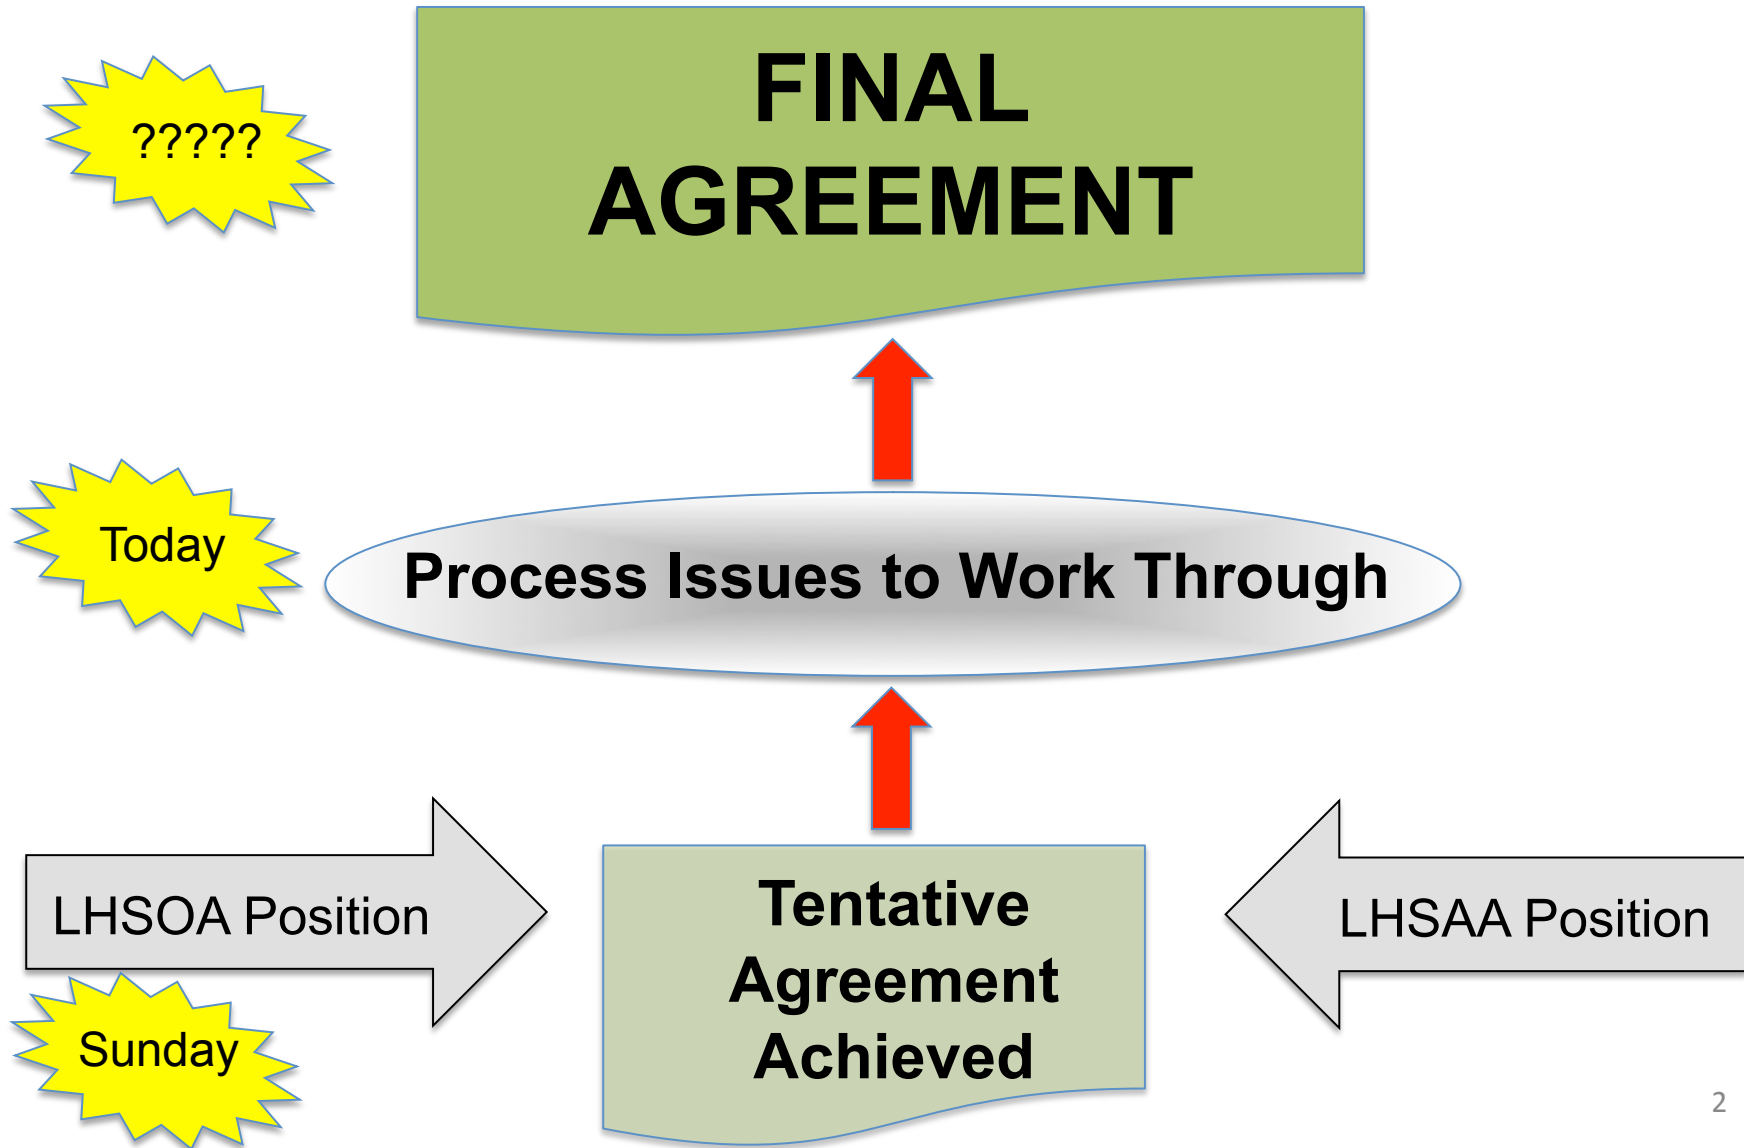 FINAL
AGREEMENT
?????
Today
Process Issues to Work Through
LHSOA Position
Tentative
Agreement
Achieved
LHSAA Position
Sunday
2